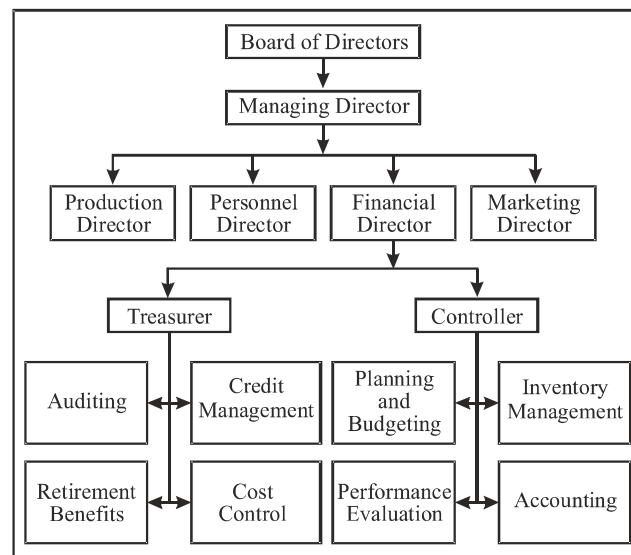 Board of Directors
Managing Director
Production
Director
Personnel
Director
Financial
Director
Marketing
Director
Treasurer
Controller
Auditing
Credit
Management
Planning
and
Budgeting
Inventory
Management
Retirement
Benefits
Cost
Control
Performance
Evaluation
Accounting